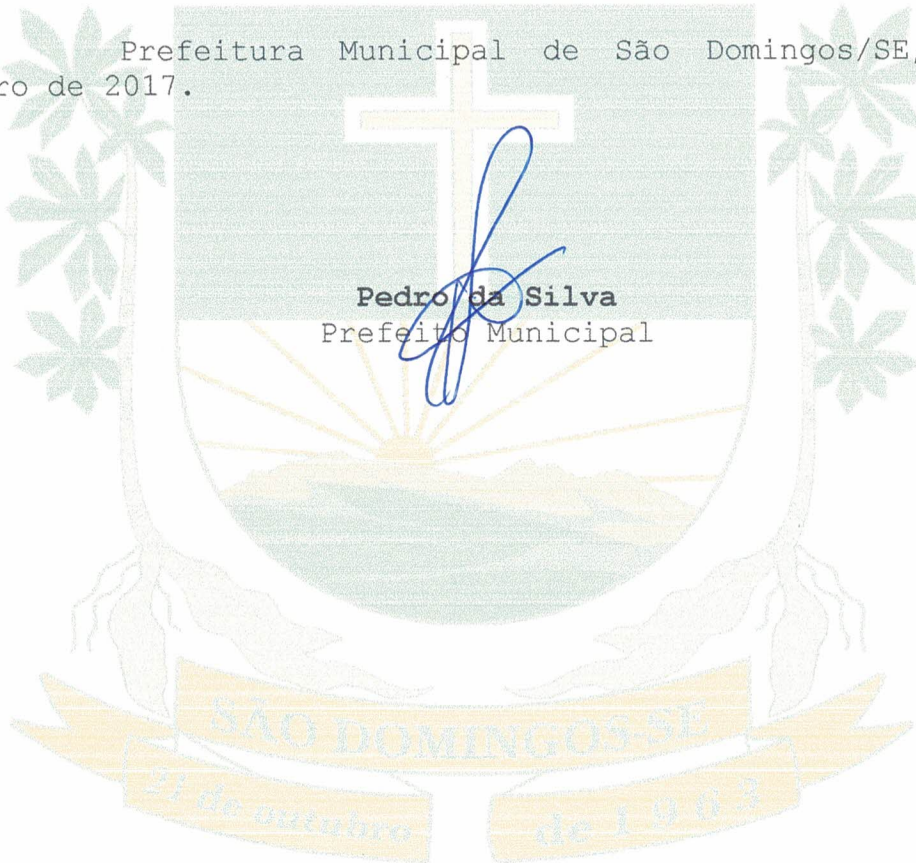 Prefeitura Municipal de São Domingos/SE,
ro de 2017.
Pedro da Silva
Prefeito Municipal
SÃO DOMINGOS-SE
21 de outubro de 1963